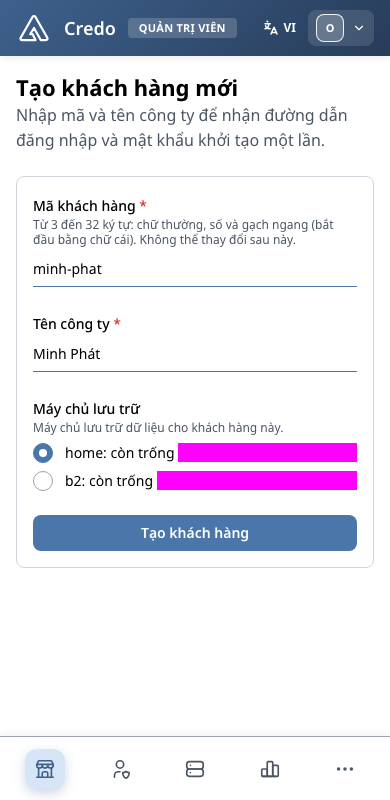 Credo
QUẢN TRỊ VIÊN
VI
O
Tạo khách hàng mới
Nhập mã và tên công ty để nhận đường dẫn
đăng nhập và mật khẩu khởi tạo một lần.
Mã khách hàng *
Từ 3 đến 32 ký tự: chữ thường, số và gạch ngang (bắt
đầu bằng chữ cái). Không thể thay đổi sau này.
minh-phat
Tên công ty *
Minh Phát
Máy chủ lưu trữ
Máy chủ lưu trữ dữ liệu cho khách hàng này.
home: còn trống
b2: còn trống
Tạo khách hàng